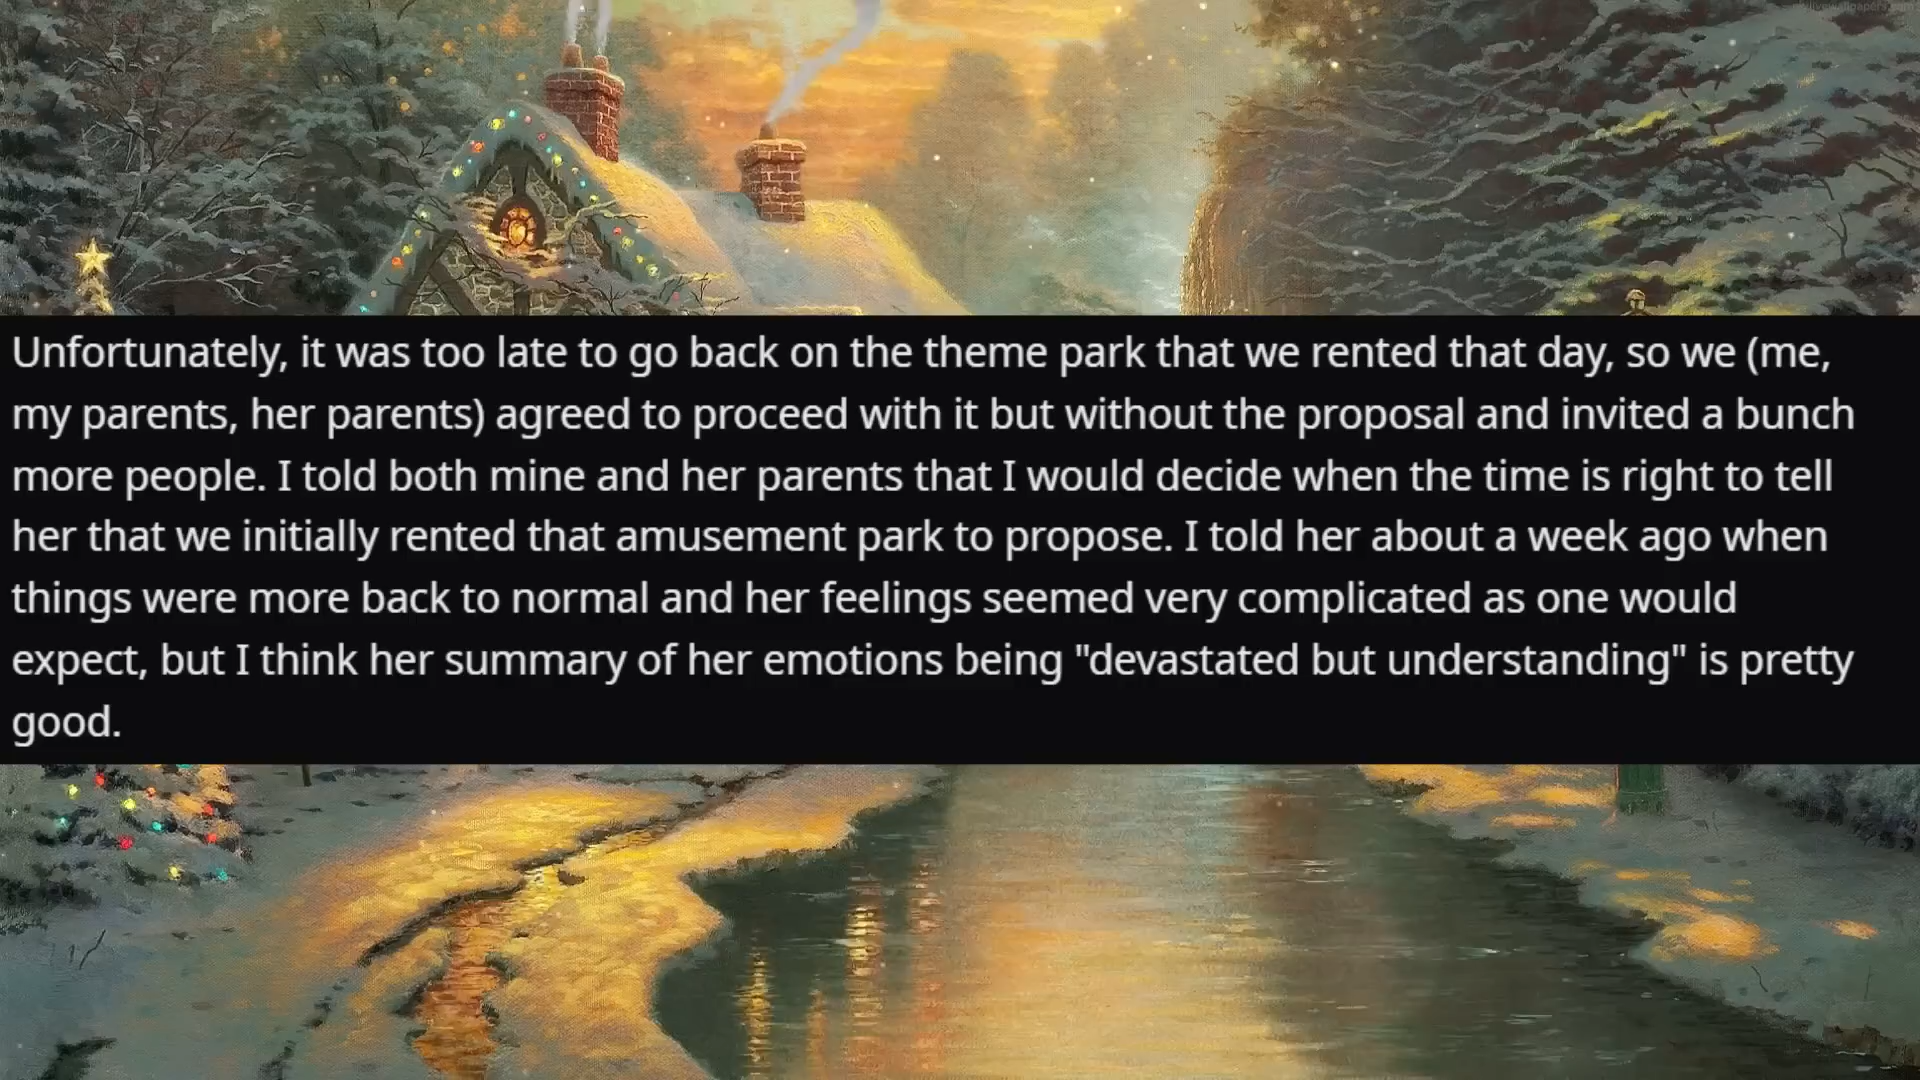 Unfortunately, it was too late to go back on the theme park that we rented that day, so we (me,
my parents, her parents) agreed to proceed with it but without the proposal and invited a bunch
more people. I told both mine and her parents that I would decide when the time is right to tell
her that we initially rented that amusement park to propose. I told her about a week ago when
things were more back to normal and her feelings seemed very complicated as one would
expect, but I think her summary of her emotions being "devastated but understanding" is pretty
good.